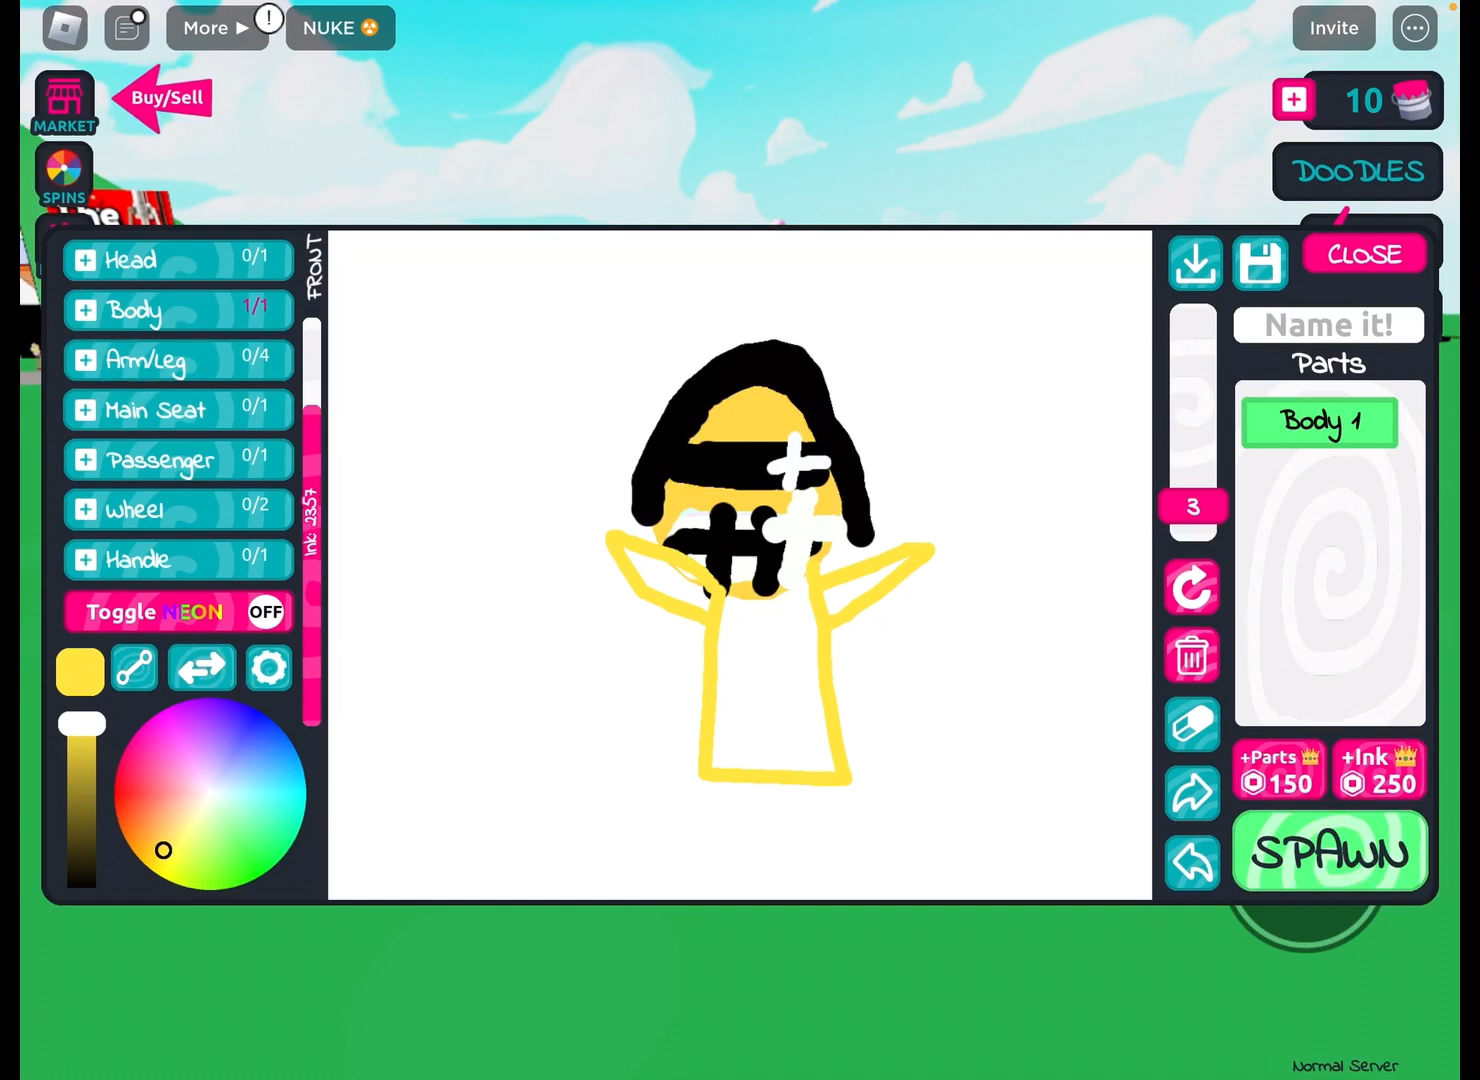 More ▶
!
NUKE ☢
Invite
Buy/Sell
MARKET
SPINS
10
DOODLES
The
Head 0/1
Body 1/1
Arm/Leg 0/4
Main Seat 0/1
Passenger 0/1
Wheel 0/2
Handle 0/1
Toggle NEON OFF
FRONT
Ink: 2357
CLOSE
Name it!
Parts
Body 1
3
+Parts
150
+Ink
250
SPAWN
Normal Server